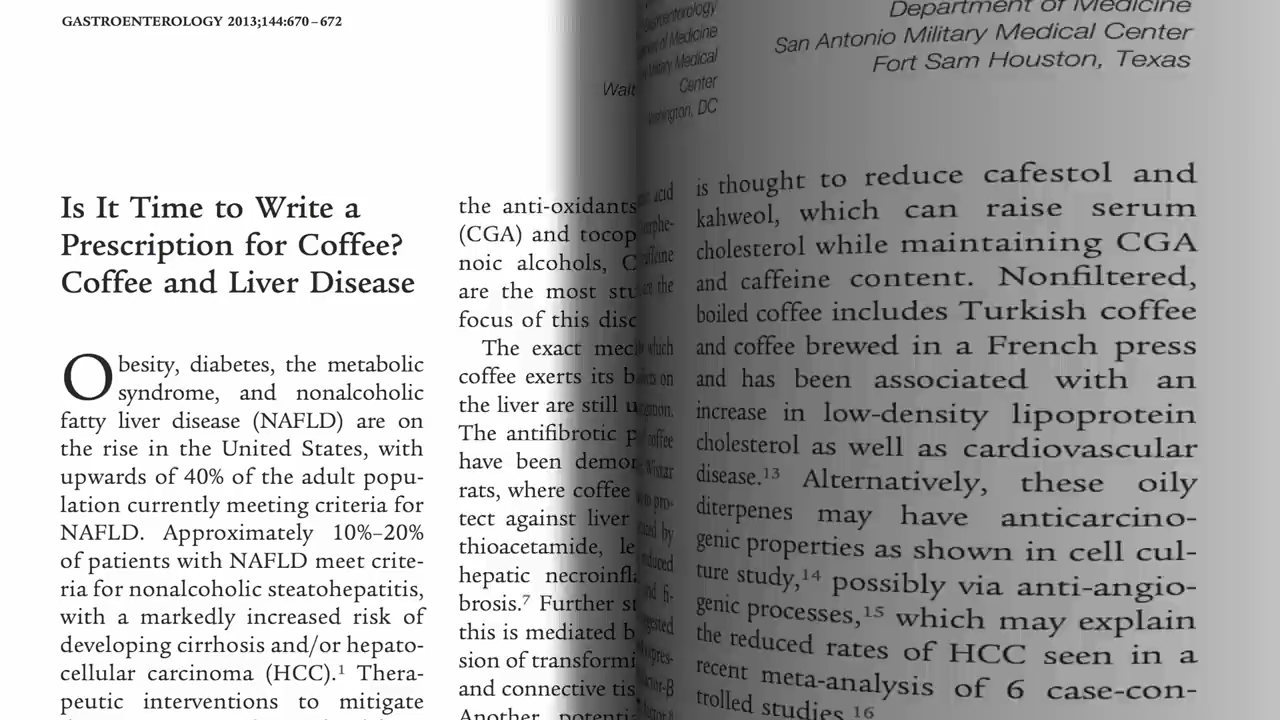 GASTROENTEROLOGY 2013;144:670–672
Is It Time to Write a
Prescription for Coffee?
Coffee and Liver Disease
Obesity, diabetes, the metabolic
syndrome, and nonalcoholic
fatty liver disease (NAFLD) are on
the rise in the United States, with
upwards of 40% of the adult popu-
lation currently meeting criteria for
NAFLD. Approximately 10%–20%
of patients with NAFLD meet crite-
ria for nonalcoholic steatohepatitis,
with a markedly increased risk of
developing cirrhosis and/or hepato-
cellular carcinoma (HCC).¹ Thera-
peutic interventions to mitigate
the anti-oxidants
(CGA) and
noic alcohols,
are the most
focus of this
The exact
coffee exerts its
the liver are still
The antifibrotic
have been
rats, where coffee
tect against liver
thioacetamide,
hepatic
brosis.⁷ Further
this is mediated
sion of
and connective
Another
of Medicine
Military Medical
Center
DC
Department of Medicine
San Antonio Military Medical Center
Fort Sam Houston, Texas
is thought to reduce cafestol and
kahweol, which can raise serum
cholesterol while maintaining CGA
and caffeine content. Nonfiltered,
boiled coffee includes Turkish coffee
and coffee brewed in a French press
and has been associated with an
increase in low-density lipoprotein
cholesterol as well as cardiovascular
disease.¹³ Alternatively, these oily
diterpenes may have anticarcino-
genic properties as shown in cell cul-
ture study,¹⁴ possibly via anti-angio-
genic processes,¹⁵ which may explain
the reduced rates of HCC seen in a
recent meta-analysis of 6 case-con-
trolled studies.¹⁶